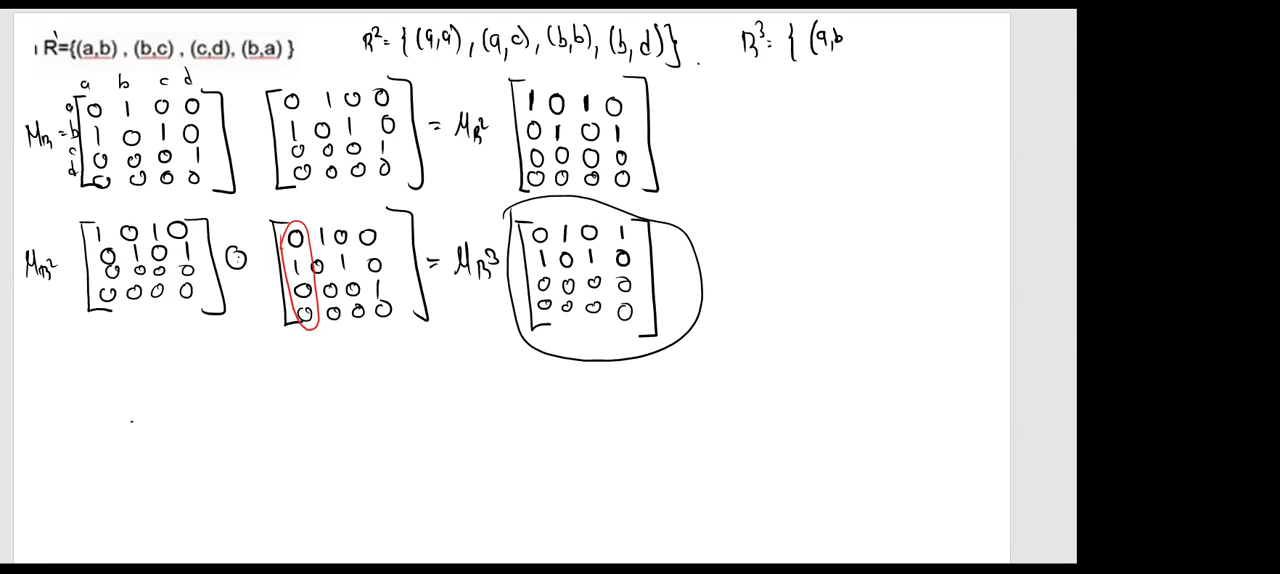 R¹={(a,b) , (b,c) , (c,d), (b,a) }
R² = { (a,a) , (a,c) , (b,b), (b,d) } .
R³ = { (a,b
a b c d
M_R = a 0 1 0 0 0 1 0 0 = M_R² 1 0 1 0
b 1 0 1 0 1 0 1 0 0 1 0 1
c 0 0 0 1 0 0 0 1 0 0 0 0
d 0 0 0 0 0 0 0 0 0 0 0 0
M_R² 1 0 1 0 ⊙ 0 1 0 0 = M_R³ 0 1 0 1
0 1 0 1 1 0 1 0 1 0 1 0
0 0 0 0 0 0 0 1 0 0 0 0
0 0 0 0 0 0 0 0 0 0 0 0